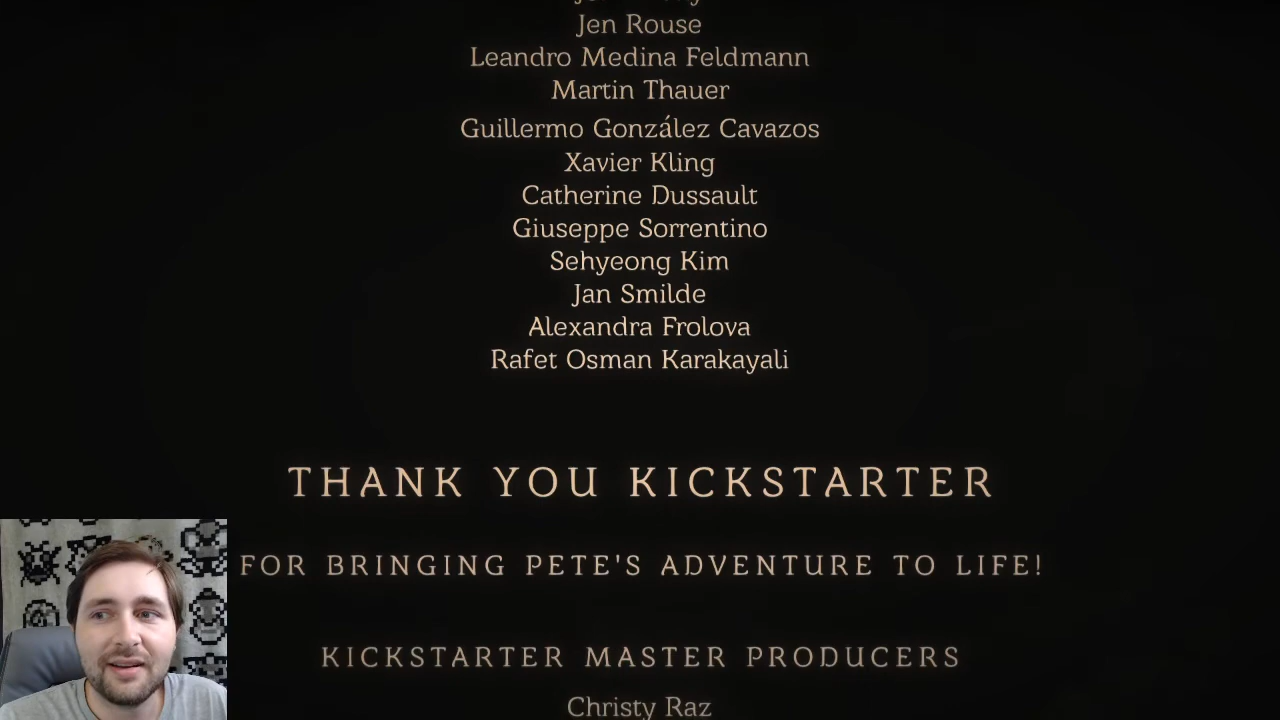 Jen Rouse
Leandro Medina Feldmann
Martin Thauer
Guillermo González Cavazos
Xavier Kling
Catherine Dussault
Giuseppe Sorrentino
Sehyeong Kim
Jan Smilde
Alexandra Frolova
Rafet Osman Karakayali
THANK YOU KICKSTARTER
FOR BRINGING PETE'S ADVENTURE TO LIFE!
KICKSTARTER MASTER PRODUCERS
Christy Raz